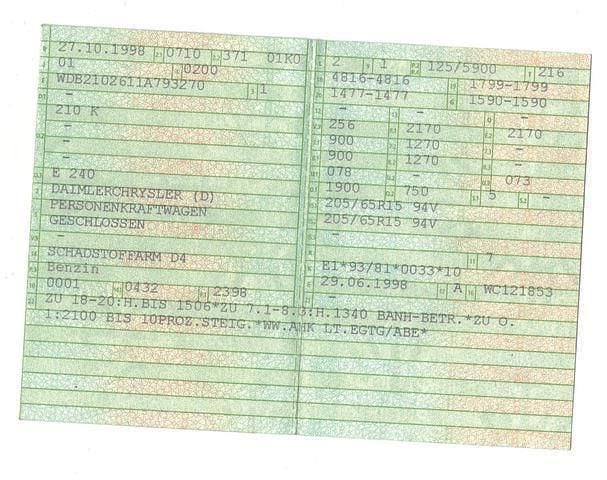 27.10.1998 0710 371 01K0
01 0200
WDB2102611A793270 1
-
210 K
-
-
-
E 240
DAIMLERCHRYSLER (D)
PERSONENKRAFTWAGEN
GESCHLOSSEN
-
SCHADSTOFFARM D4
Benzin
0001 0432 2398
2 1 125/5900 216
4816-4816 1799-1799
1477-1477 1590-1590
- - -
256 2170 2170
900 1270 -
900 1270 -
078 - 073
1900 750 5 -
205/65R15 94V
205/65R15 94V
-
7
E1*93/81*0033*10
29.06.1998 A WC121853
-
ZU 18-20:H.BIS 1506*ZU 7.1-8.3:H.1340 BANH-BETR.*ZU O.
1:2100 BIS 10PROZ.STEIG.*WW.AHK LT.EGTG/ABE*